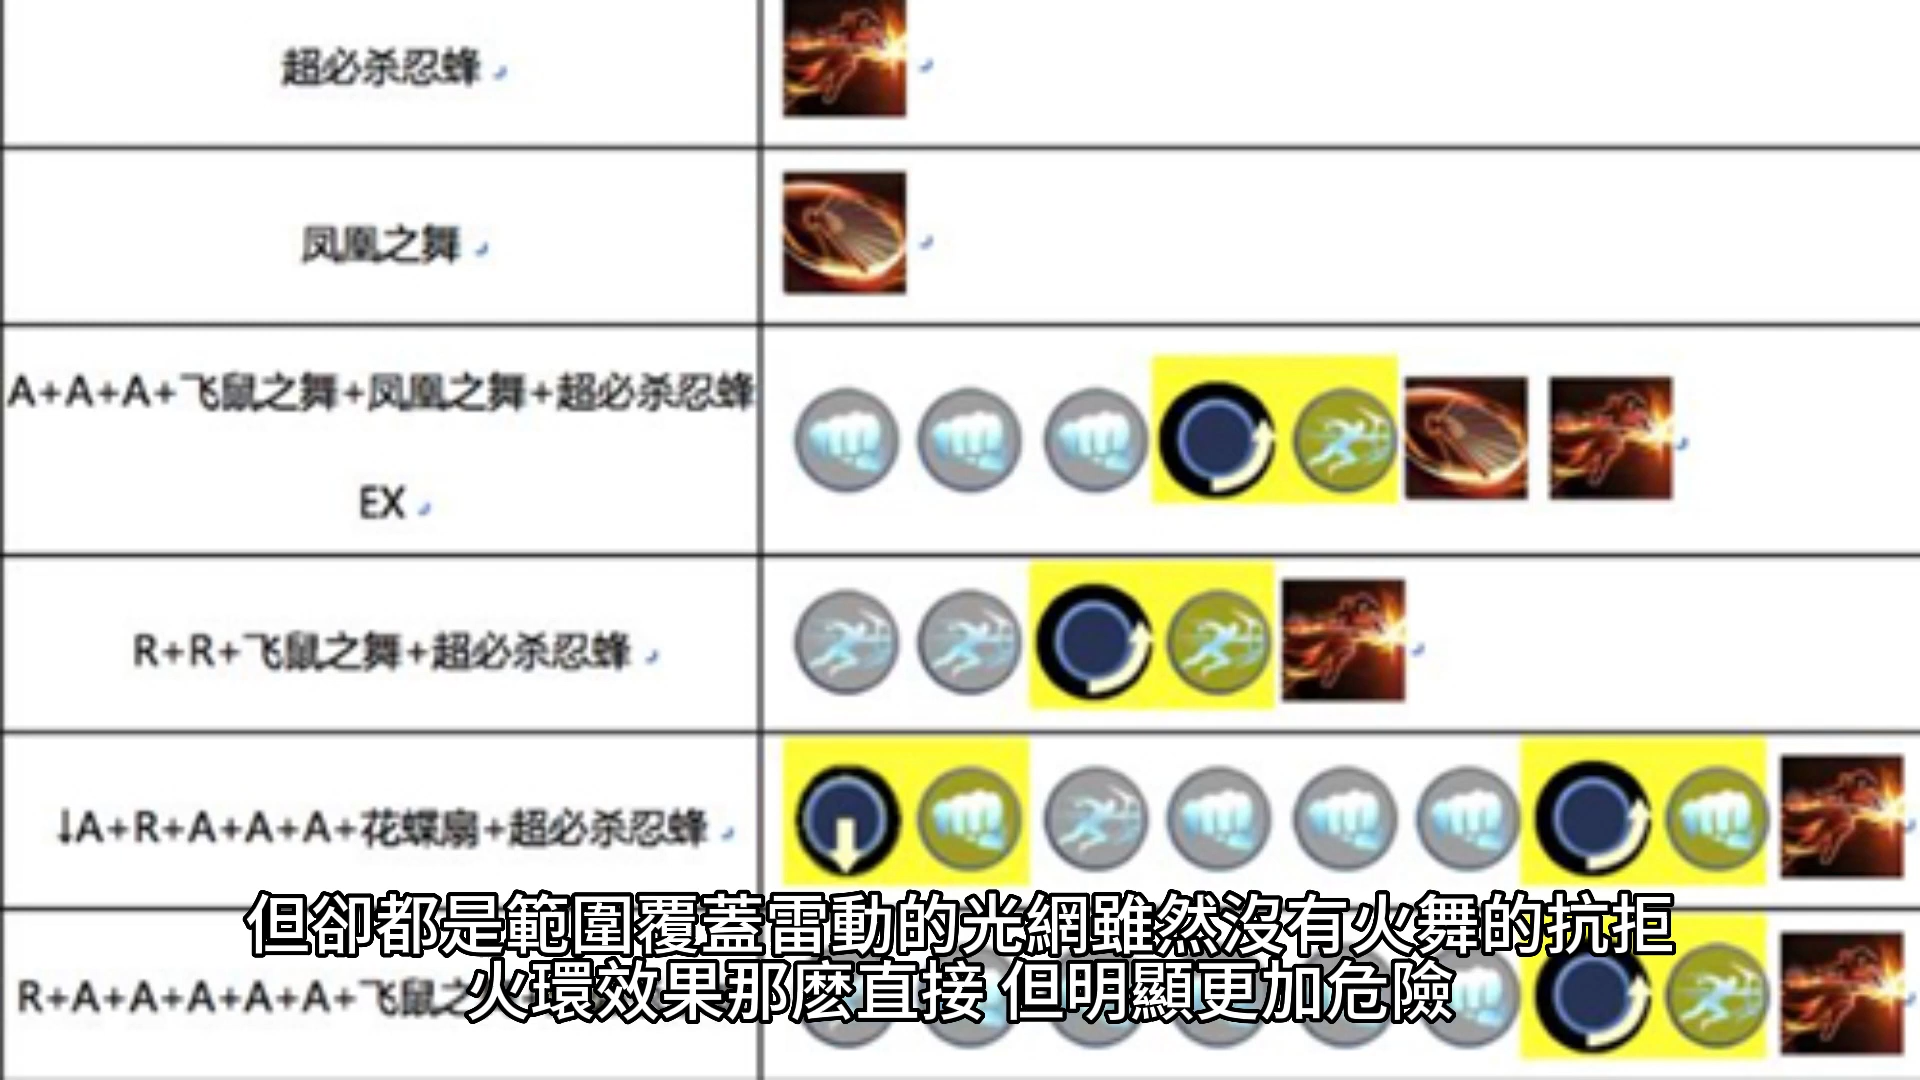 超必杀忍蜂
凤凰之舞
A+A+A+飞鼠之舞+凤凰之舞+超必杀忍蜂
EX
R+R+飞鼠之舞+超必杀忍蜂
↓A+R+A+A+A+花蝶扇+超必杀忍蜂
R+A+A+A+A+A+飞鼠之
但卻都是範圍覆蓋雷動的光網雖然沒有火舞的抗拒
火環效果那麽直接 但明顯更加危險